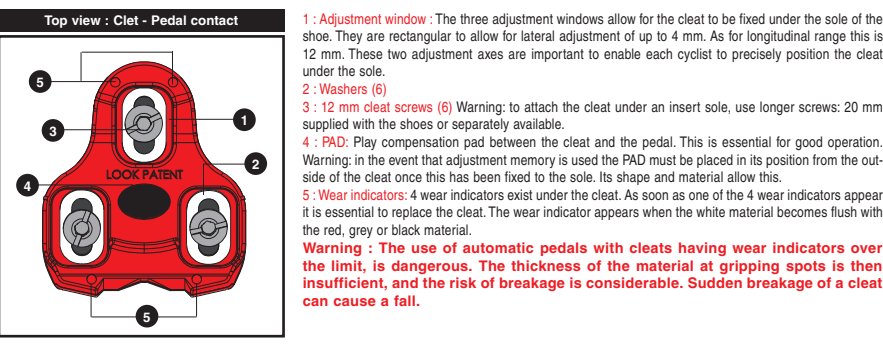 Top view : Clet - Pedal contact
5
1
3
2
4
LOOK PATENT
5
1 : Adjustment window : The three adjustment windows allow for the cleat to be fixed under the sole of the
shoe. They are rectangular to allow for lateral adjustment of up to 4 mm. As for longitudinal range this is
12 mm. These two adjustment axes are important to enable each cyclist to precisely position the cleat
under the sole.
2 : Washers (6)
3 : 12 mm cleat screws (6) Warning: to attach the cleat under an insert sole, use longer screws: 20 mm
supplied with the shoes or separately available.
4 : PAD: Play compensation pad between the cleat and the pedal. This is essential for good operation.
Warning: in the event that adjustment memory is used the PAD must be placed in its position from the out-
side of the cleat once this has been fixed to the sole. Its shape and material allow this.
5 : Wear indicators: 4 wear indicators exist under the cleat. As soon as one of the 4 wear indicators appear
it is essential to replace the cleat. The wear indicator appears when the white material becomes flush with
the red, grey or black material.
Warning : The use of automatic pedals with cleats having wear indicators over
the limit, is dangerous. The thickness of the material at gripping spots is then
insufficient, and the risk of breakage is considerable. Sudden breakage of a cleat
can cause a fall.